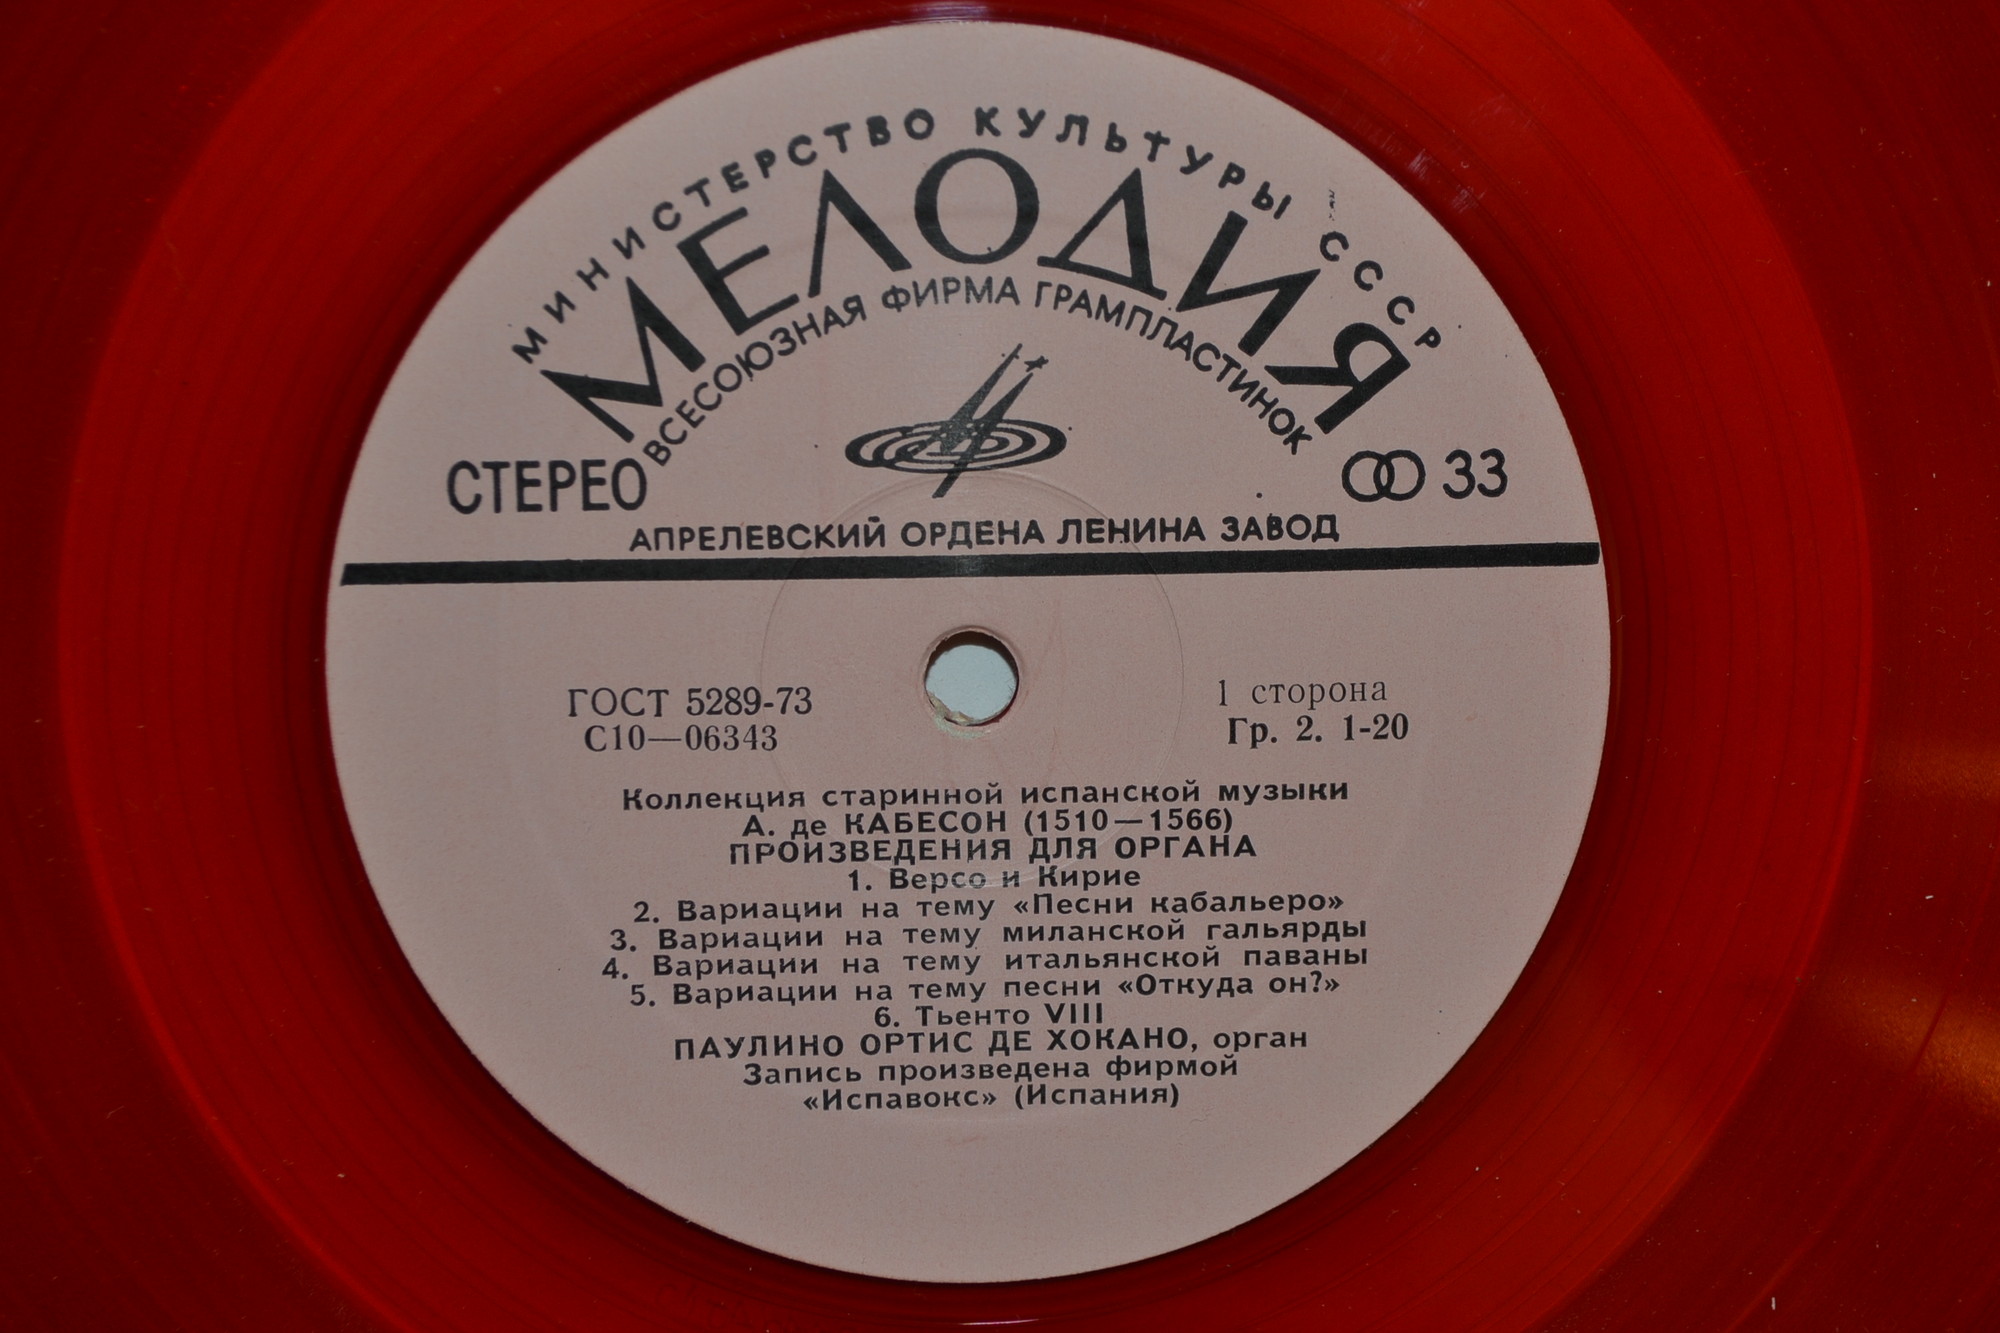 МИНИСТЕРСТВО КУЛЬТУРЫ СССР
МЕЛОДИЯ
ВСЕСОЮЗНАЯ ФИРМА ГРАМПЛАСТИНОК
СТЕРЕО
33
АПРЕЛЕВСКИЙ ОРДЕНА ЛЕНИНА ЗАВОД
ГОСТ 5289-73
С10—06343
1 сторона
Гр. 2. 1-20
Коллекция старинной испанской музыки
А. де КАБЕСОН (1510—1566)
ПРОИЗВЕДЕНИЯ ДЛЯ ОРГАНА
1. Версо и Кирие
2. Вариации на тему «Песни кабальеро»
3. Вариации на тему миланской гальярды
4. Вариации на тему итальянской паваны
5. Вариации на тему песни «Откуда он?»
6. Тьенто VIII
ПАУЛИНО ОРТИС ДЕ ХОКАНО, орган
Запись произведена фирмой
«Испавокс» (Испания)